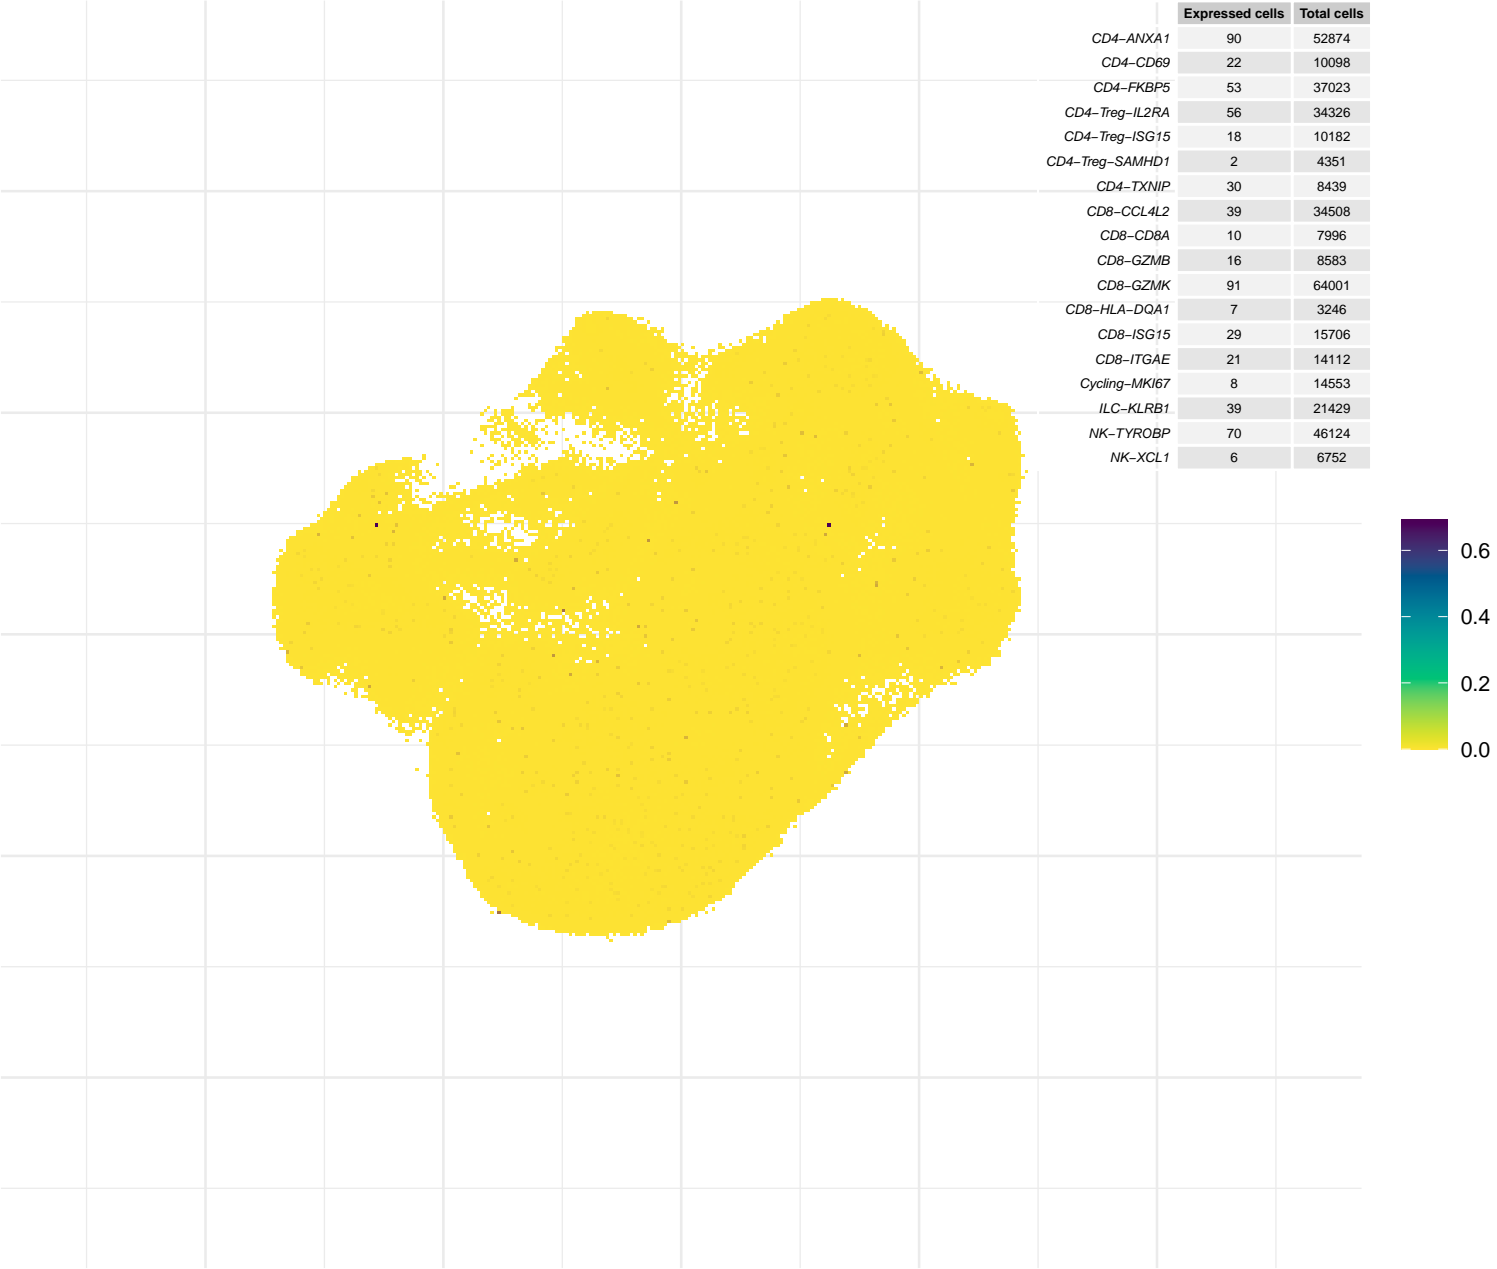 Expressed cells Total cells
CD4−ANXA1 90 52874
CD4−CD69 22 10098
CD4−FKBP5 53 37023
CD4−Treg−IL2RA 56 34326
CD4−Treg−ISG15 18 10182
CD4−Treg−SAMHD1 2 4351
CD4−TXNIP 30 8439
CD8−CCL4L2 39 34508
CD8−CD8A 10 7996
CD8−GZMB 16 8583
CD8−GZMK 91 64001
CD8−HLA−DQA1 7 3246
CD8−ISG15 29 15706
CD8−ITGAE 21 14112
Cycling−MKI67 8 14553
ILC−KLRB1 39 21429
NK−TYROBP 70 46124
NK−XCL1 6 6752
0.6
0.4
0.2
0.0